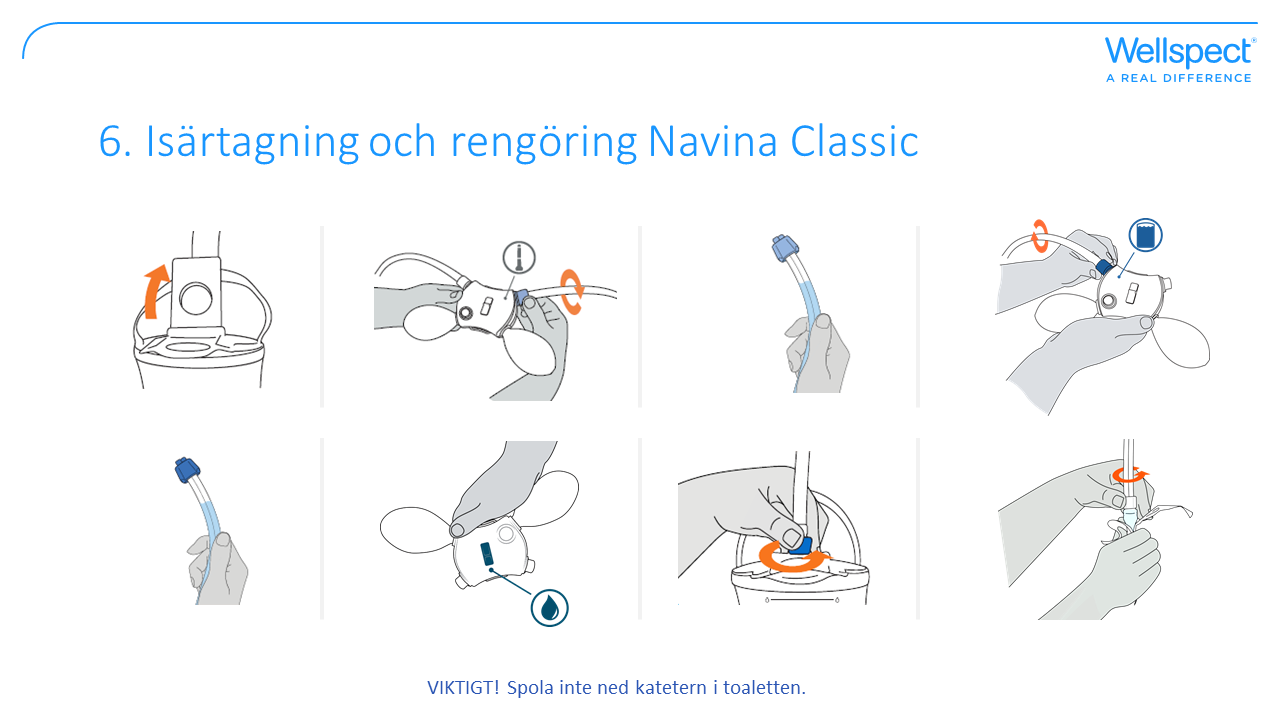 Wellspect®
A REAL DIFFERENCE
6. Isärtagning och rengöring Navina Classic
VIKTIGT! Spola inte ned katetern i toaletten.